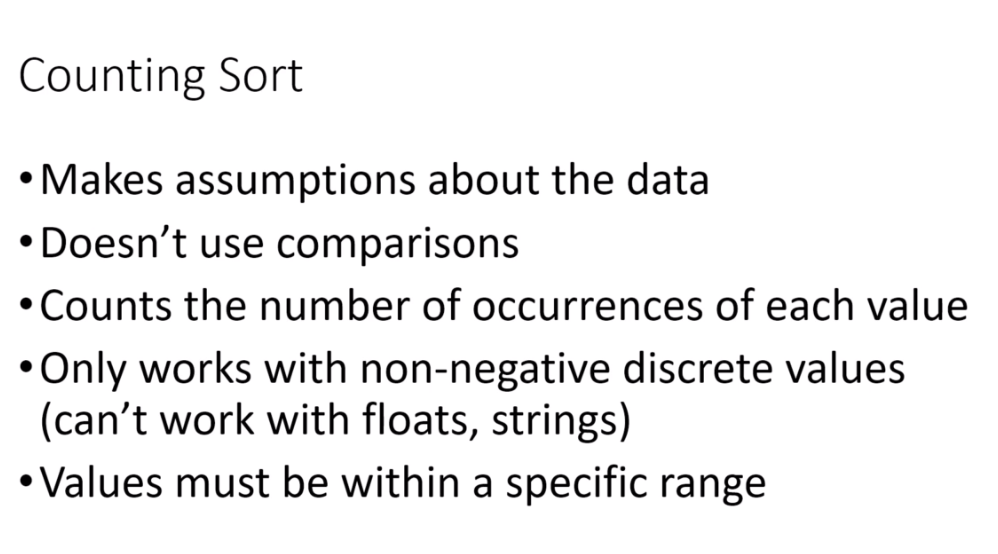 Counting Sort
•Makes assumptions about the data
•Doesn’t use comparisons
•Counts the number of occurrences of each value
•Only works with non-negative discrete values
(can’t work with floats, strings)
•Values must be within a specific range